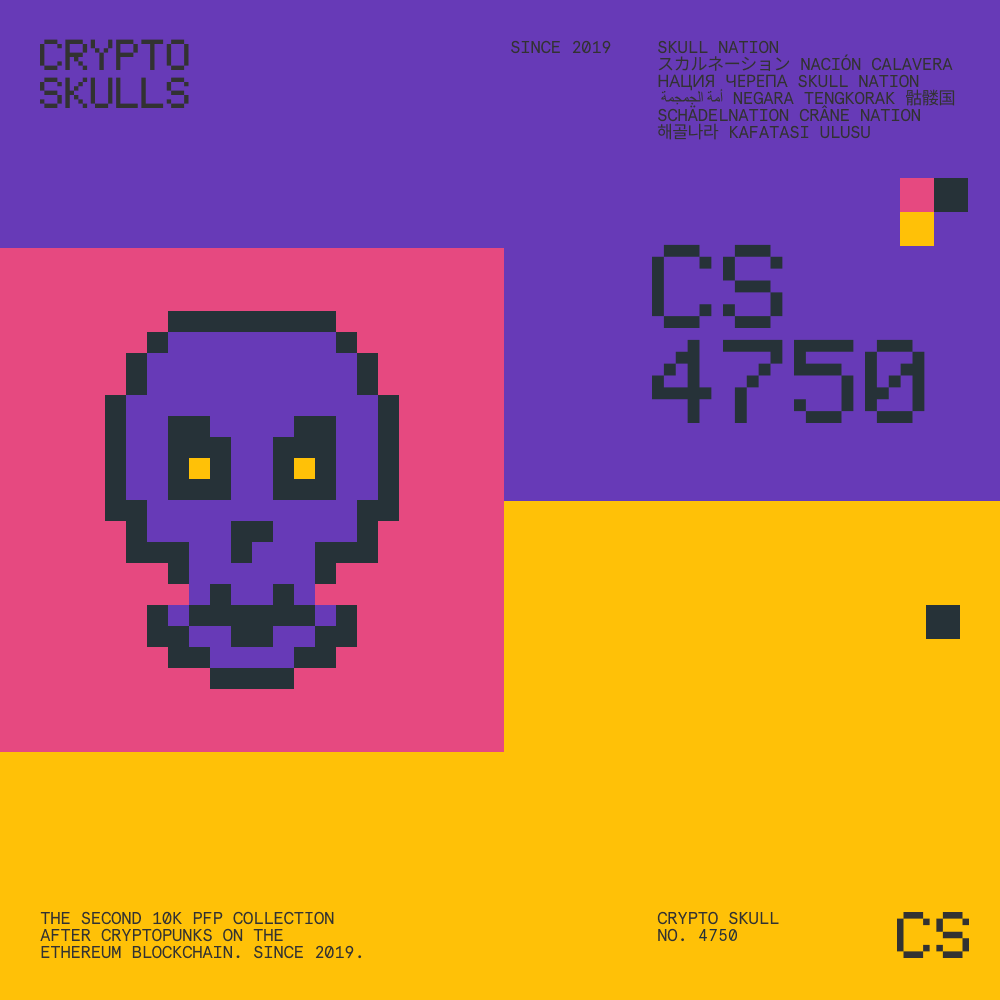 CRYPTO
SKULLS
SINCE 2019
SKULL NATION
スカルネーション NACIÓN CALAVERA
НАЦИЯ ЧЕРЕПА SKULL NATION
أمة الجمجمة NEGARA TENGKORAK 骷髅国
SCHÄDELNATION CRÂNE NATION
해골나라 KAFATASI ULUSU
CS
4750
THE SECOND 10K PFP COLLECTION
AFTER CRYPTOPUNKS ON THE
ETHEREUM BLOCKCHAIN. SINCE 2019.
CRYPTO SKULL
NO. 4750
CS